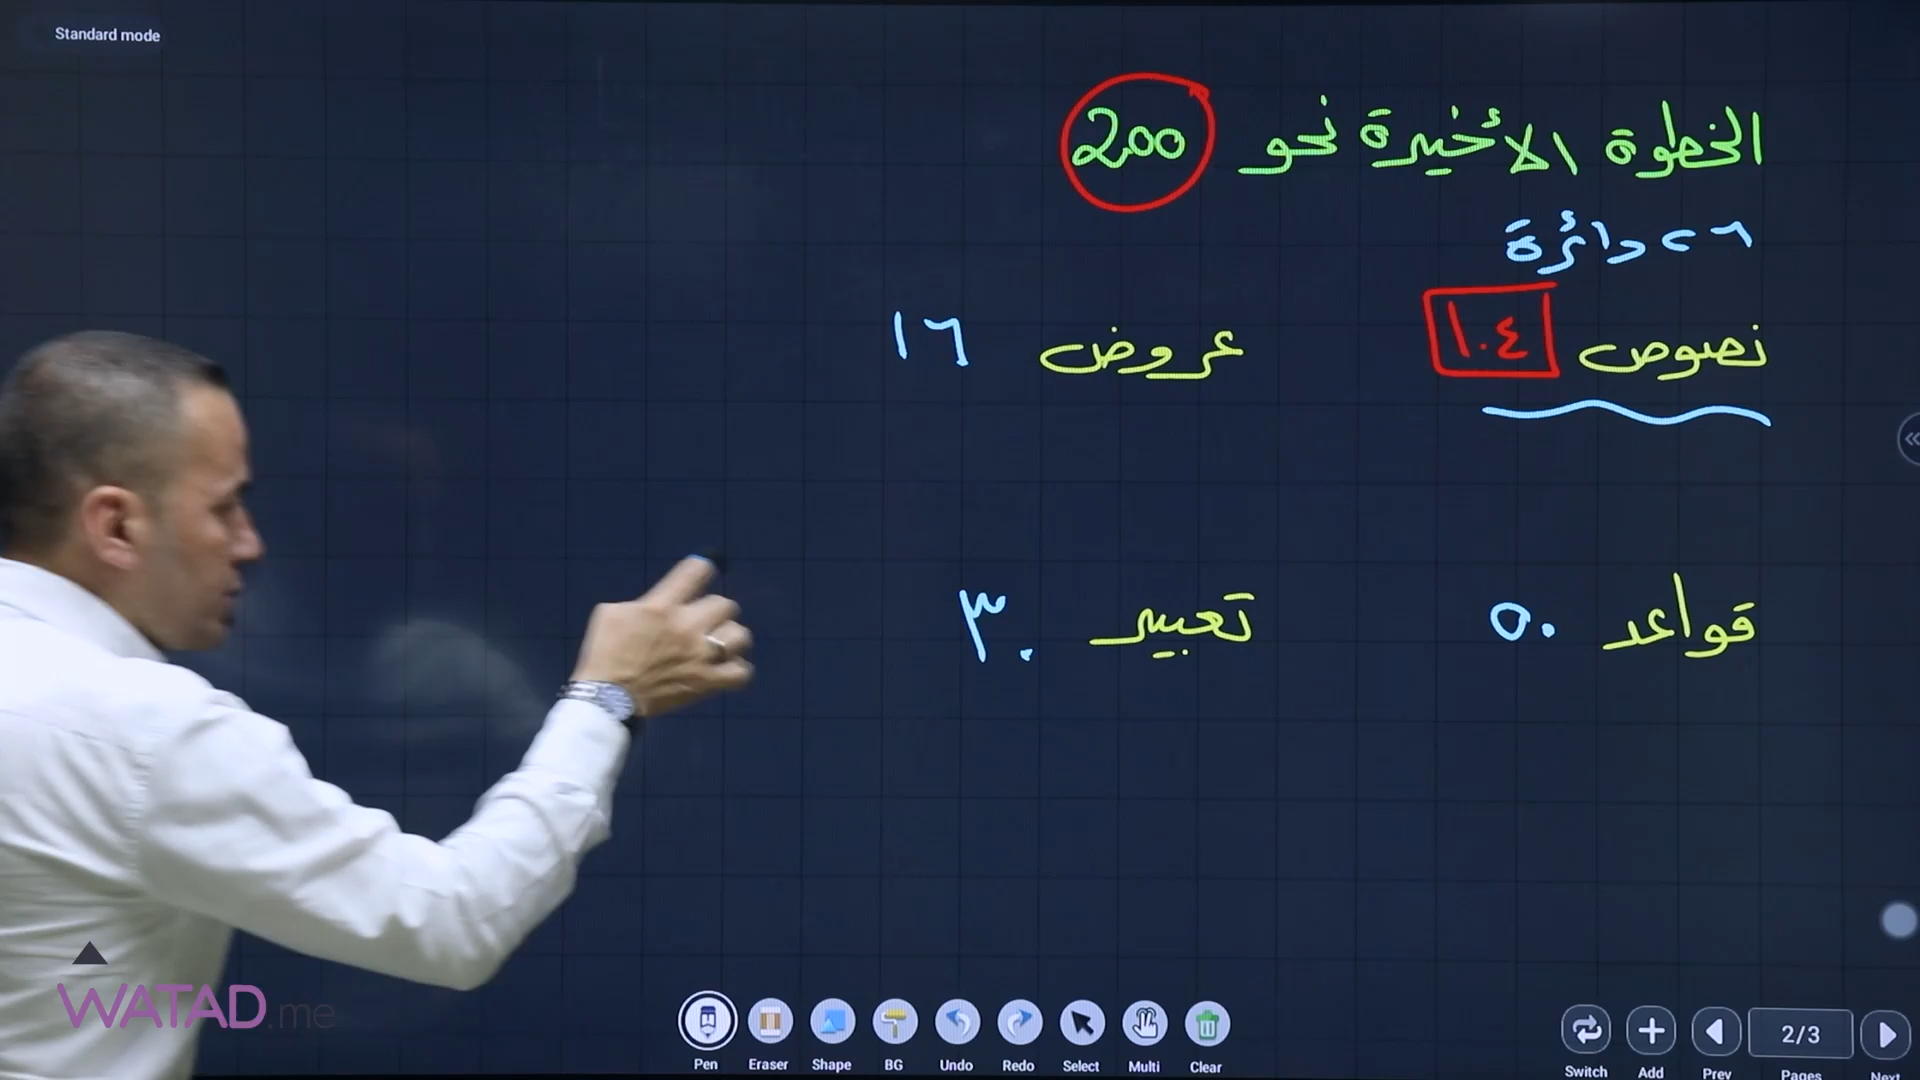 Standard mode
الخطوة الأخيرة نحو 200
٢٦ دائرة
نصوص ١٠٤ عروض ١٦
قواعد ٥٠ تعبير ٣٠
WATAD.me
Pen Eraser Shape BG Undo Redo Select Multi Clear
2/3
Switch Add Prev Pages Next